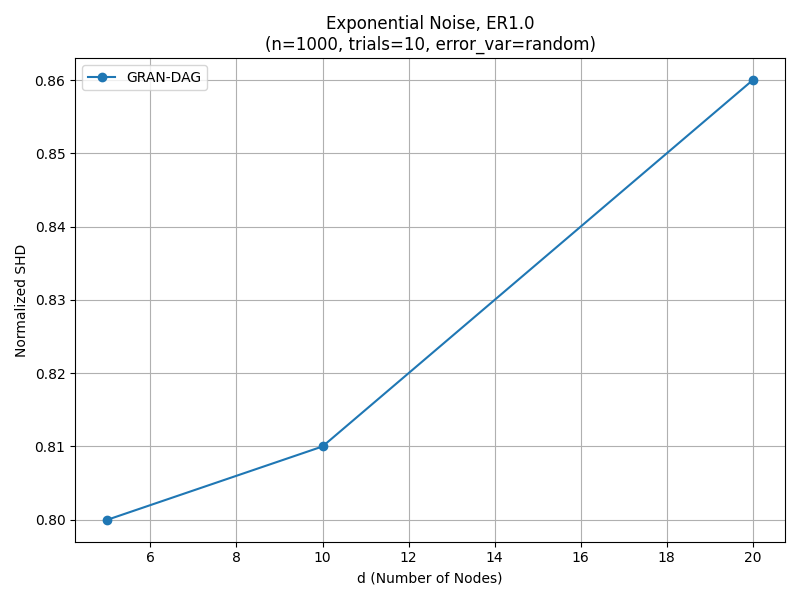 Exponential Noise, ER1.0
(n=1000, trials=10, error_var=random)
GRAN-DAG
Normalized SHD
0.86
0.85
0.84
0.83
0.82
0.81
0.80
6 8 10 12 14 16 18 20
d (Number of Nodes)